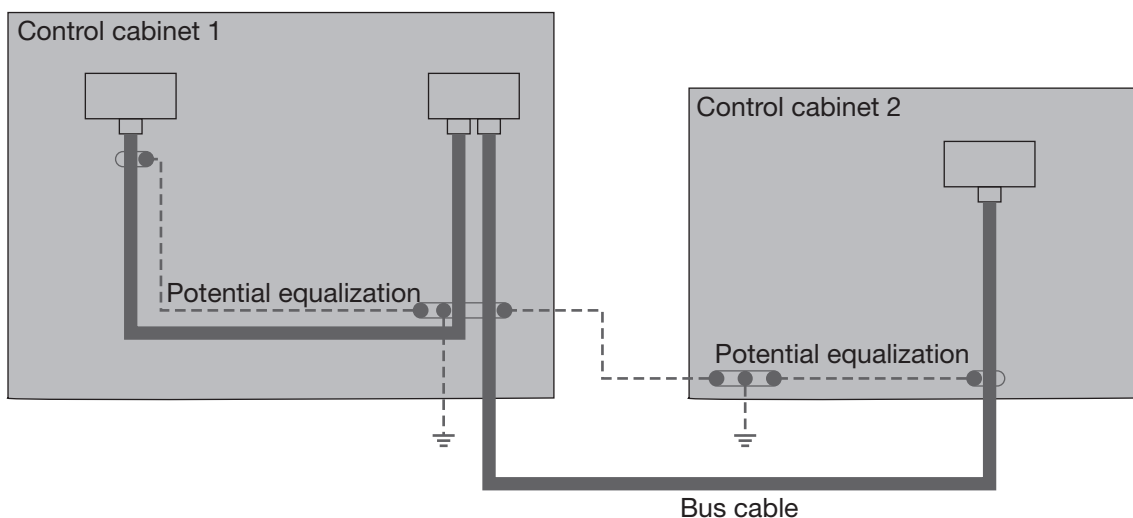 Control cabinet 1
Control cabinet 2
Potential equalization
Potential equalization
Bus cable